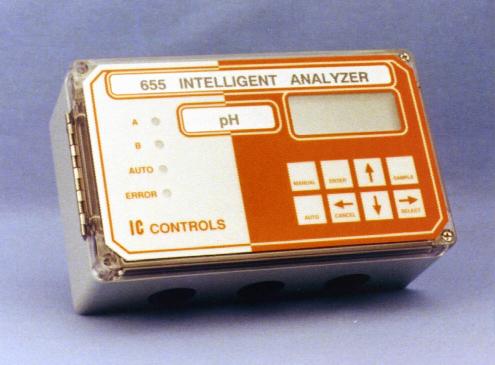 655 INTELLIGENT ANALYZER
pH
A
B
AUTO
ERROR
IC CONTROLS
MANUAL
ENTER
SAMPLE
AUTO
CANCEL
SELECT